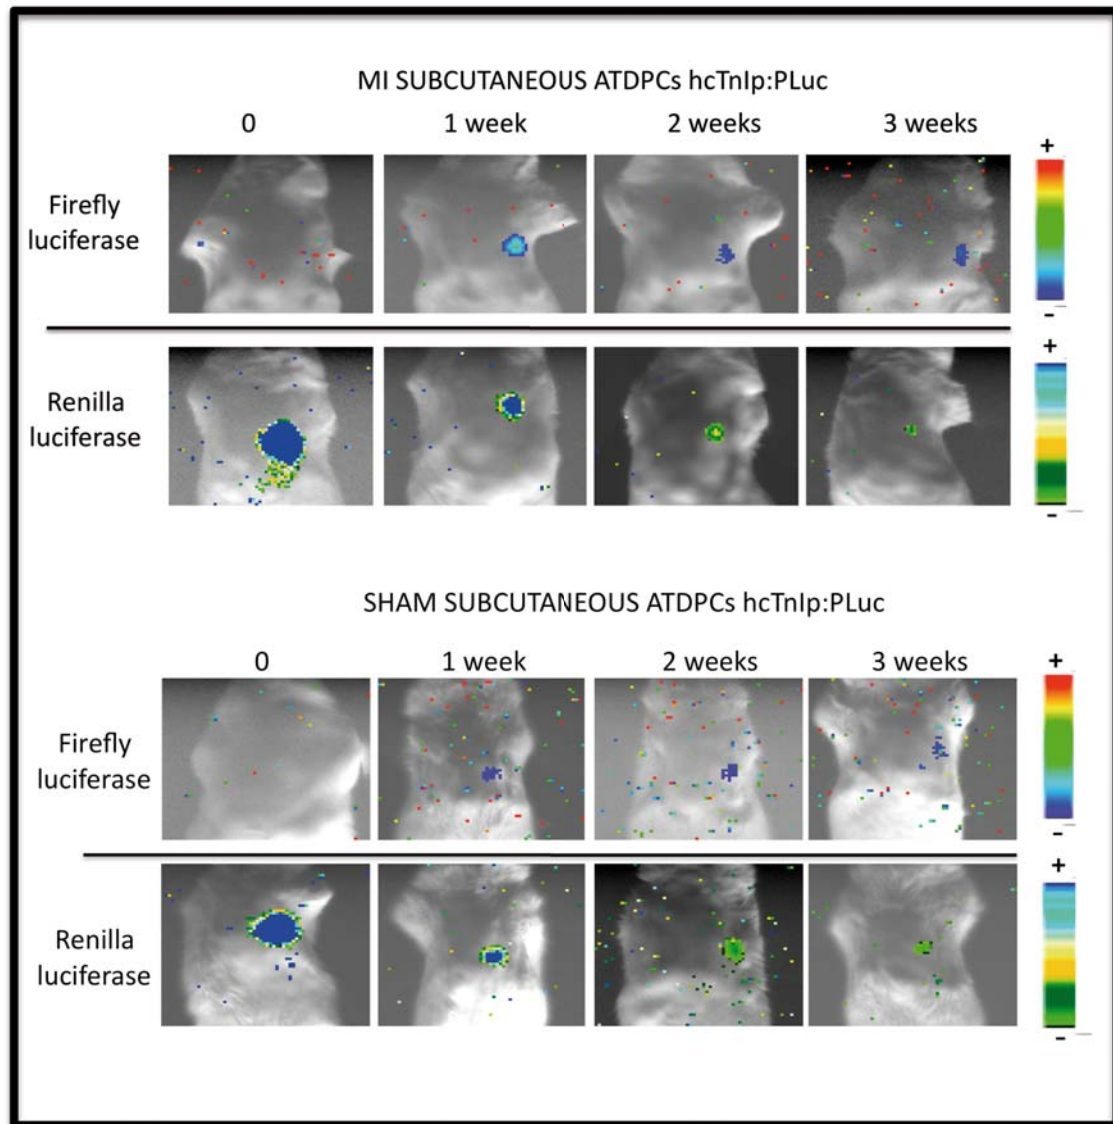 MI SUBCUTANEOUS ATDPCs hcTnIp:PLuc
0 1 week 2 weeks 3 weeks
+
Firefly
luciferase
-
+
Renilla
luciferase
-
SHAM SUBCUTANEOUS ATDPCs hcTnIp:PLuc
0 1 week 2 weeks 3 weeks
+
Firefly
luciferase
-
+
Renilla
luciferase
-